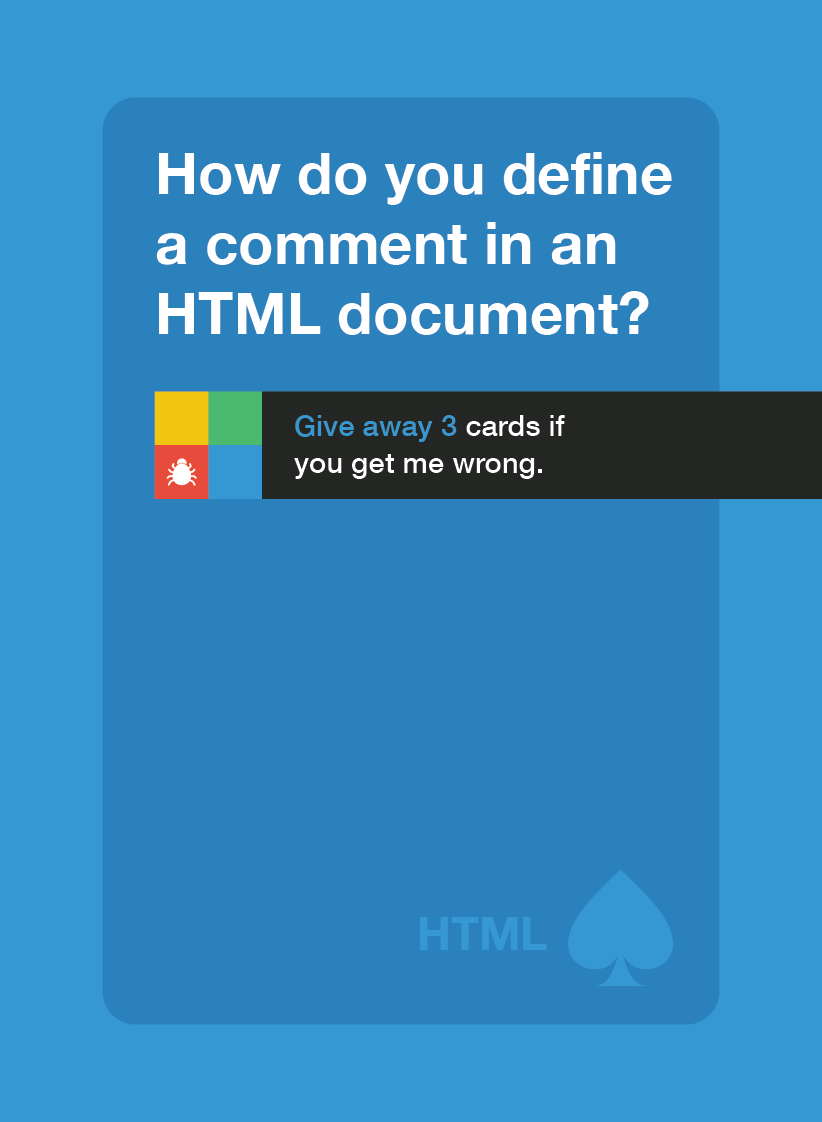 How do you define
a comment in an
HTML document?
Give away 3 cards if
you get me wrong.
HTML